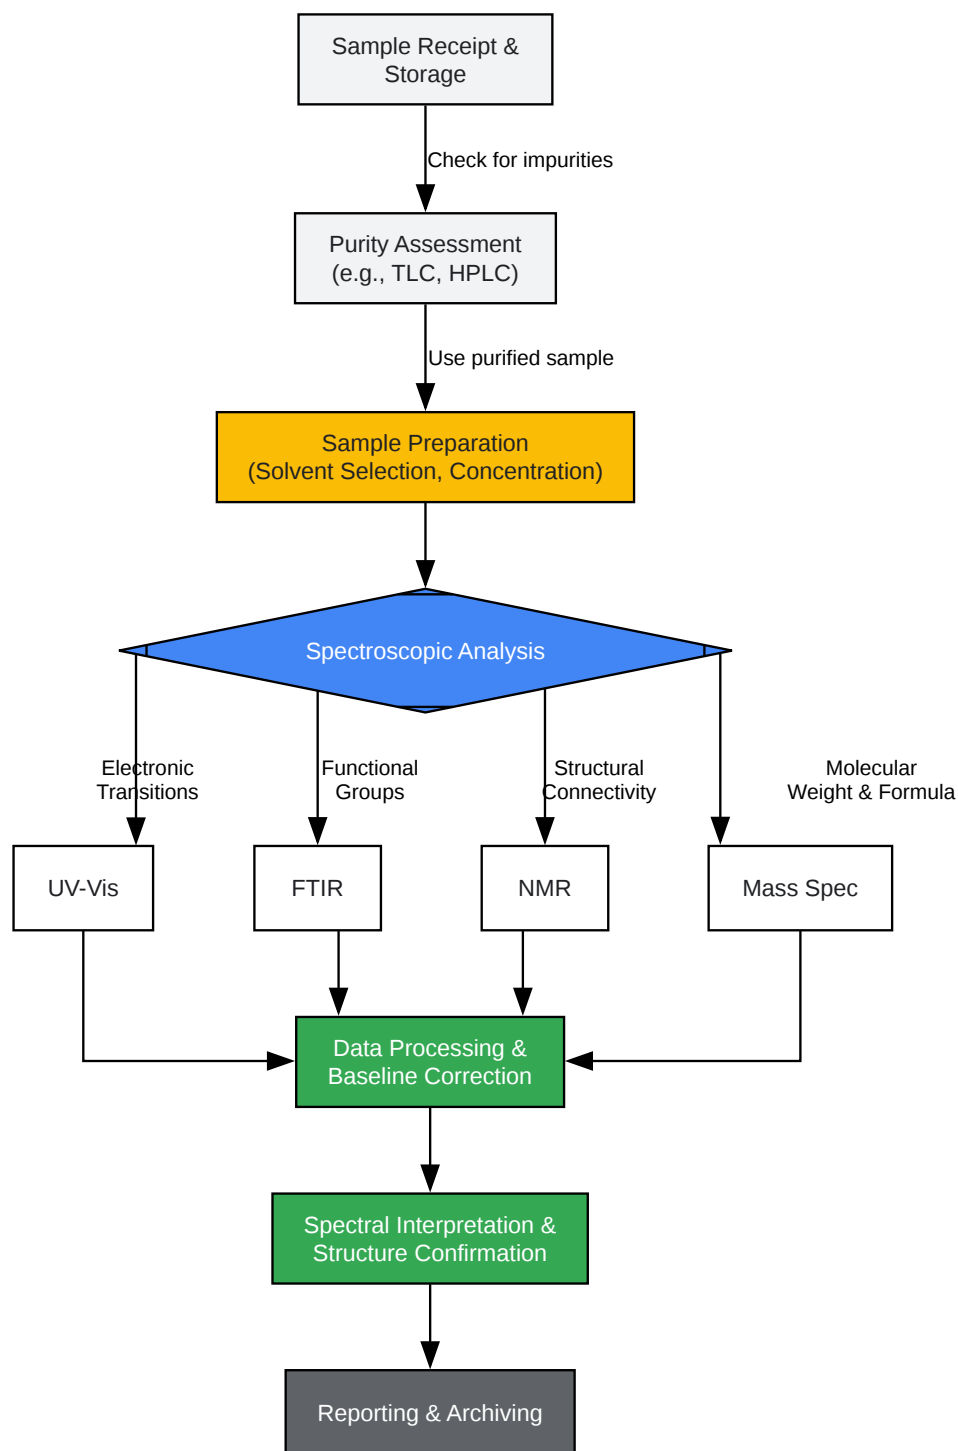 Sample Receipt &
Storage
Check for impurities
Purity Assessment
(e.g., TLC, HPLC)
Use purified sample
Sample Preparation
(Solvent Selection, Concentration)
Spectroscopic Analysis
Electronic
Transitions
Functional
Groups
Structural
Connectivity
Molecular
Weight & Formula
UV-Vis
FTIR
NMR
Mass Spec
Data Processing &
Baseline Correction
Spectral Interpretation &
Structure Confirmation
Reporting & Archiving